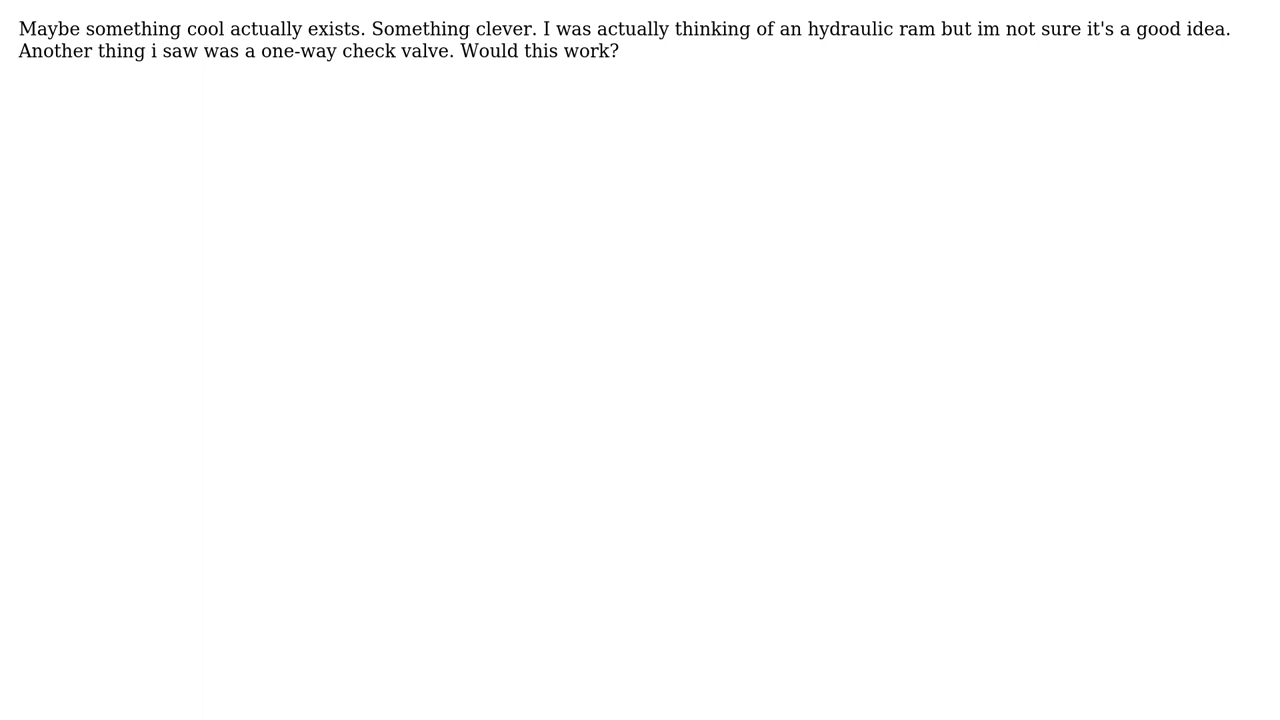 Maybe something cool actually exists. Something clever. I was actually thinking of an hydraulic ram but im not sure it's a good idea.
Another thing i saw was a one-way check valve. Would this work?